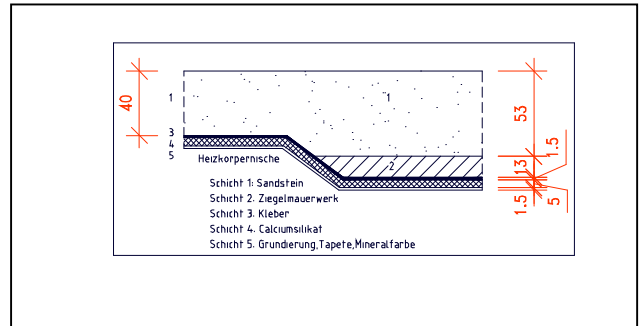 40
1
1
53
3
4
5
Heizkorpernische
2
13
1.5
1.5
5
Schicht 1: Sandstein
Schicht 2. Ziegelmauerwerk
Schicht 3. Kleber
Schicht 4. Calciumsilikat
Schicht 5. Grundierung,Tapete,Mineralfarbe